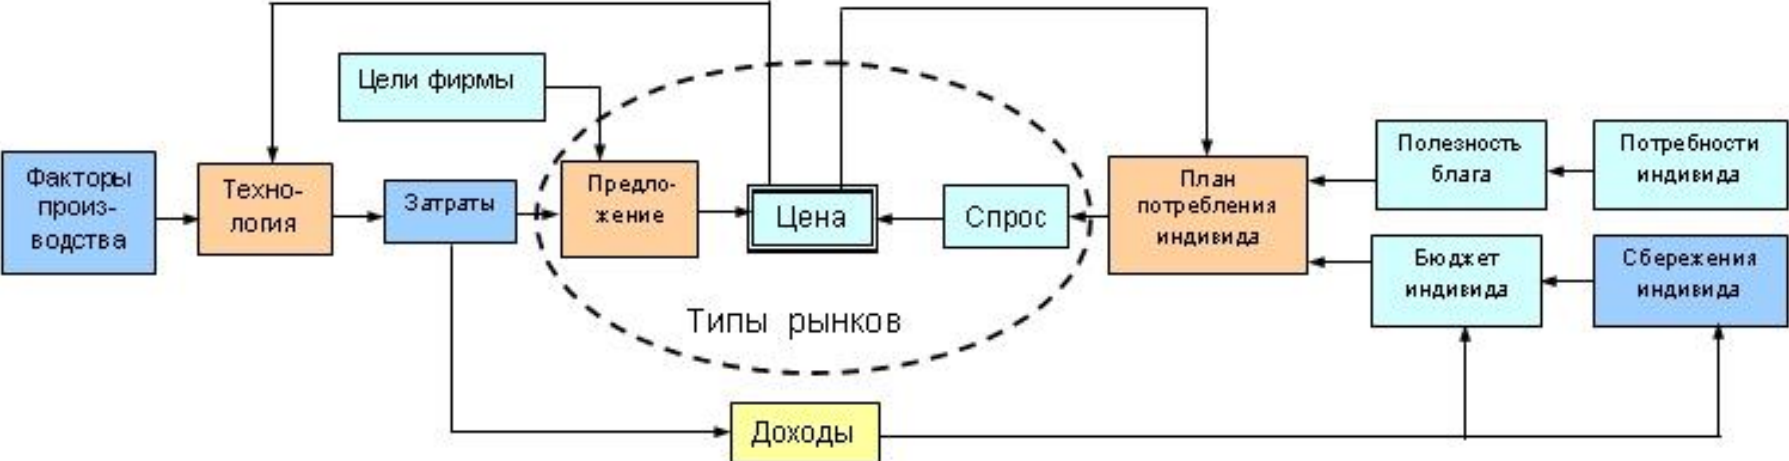 Цели фирмы
Факторы
произ-
водства
Техно-
логия
Затраты
Предло-
жение
Цена
Спрос
План
потребления
индивида
Полезность
блага
Потребности
индивида
Бюджет
индивида
Сбережения
индивида
Типы рынков
Доходы